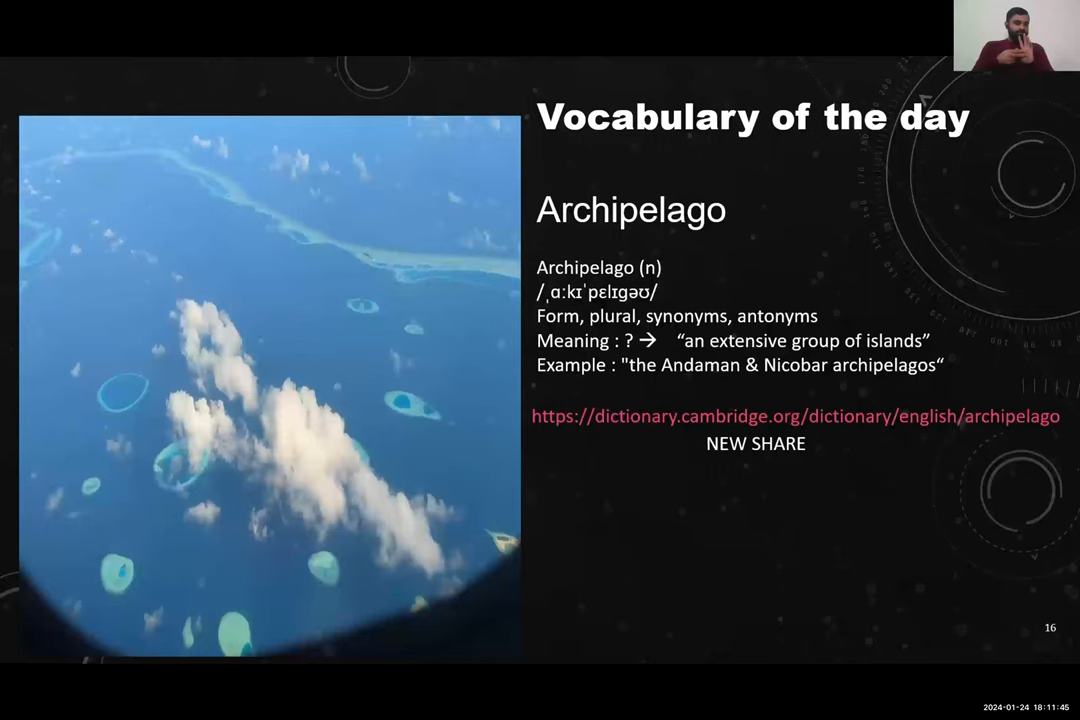 Vocabulary of the day
Archipelago
Archipelago (n)
/ˌɑːkɪˈpɛlɪɡəʊ/
Form, plural, synonyms, antonyms
Meaning : ? → “an extensive group of islands”
Example : "the Andaman & Nicobar archipelagos“
https://dictionary.cambridge.org/dictionary/english/archipelago
NEW SHARE
16
2024-01-24 18:11:45